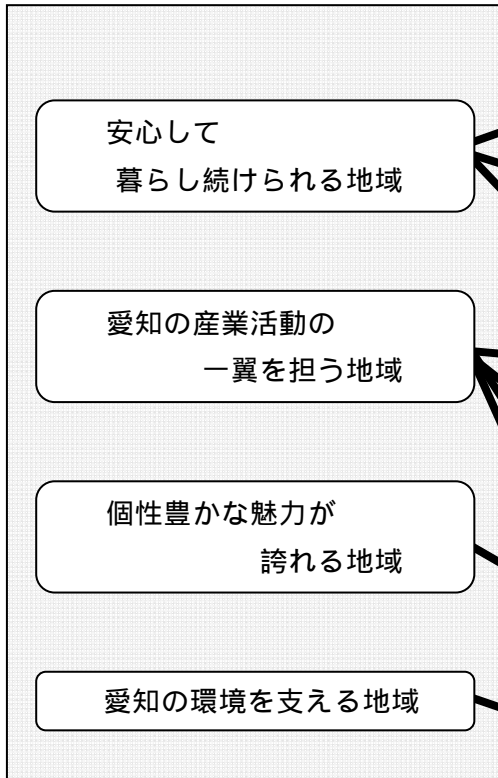 安心して
暮らし続けられる地域
愛知の産業活動の
一翼を担う地域
個性豊かな魅力が
誇れる地域
愛知の環境を支える地域